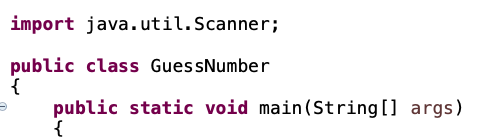 import java.util.Scanner;
public class GuessNumber
{
public static void main(String[] args)
{